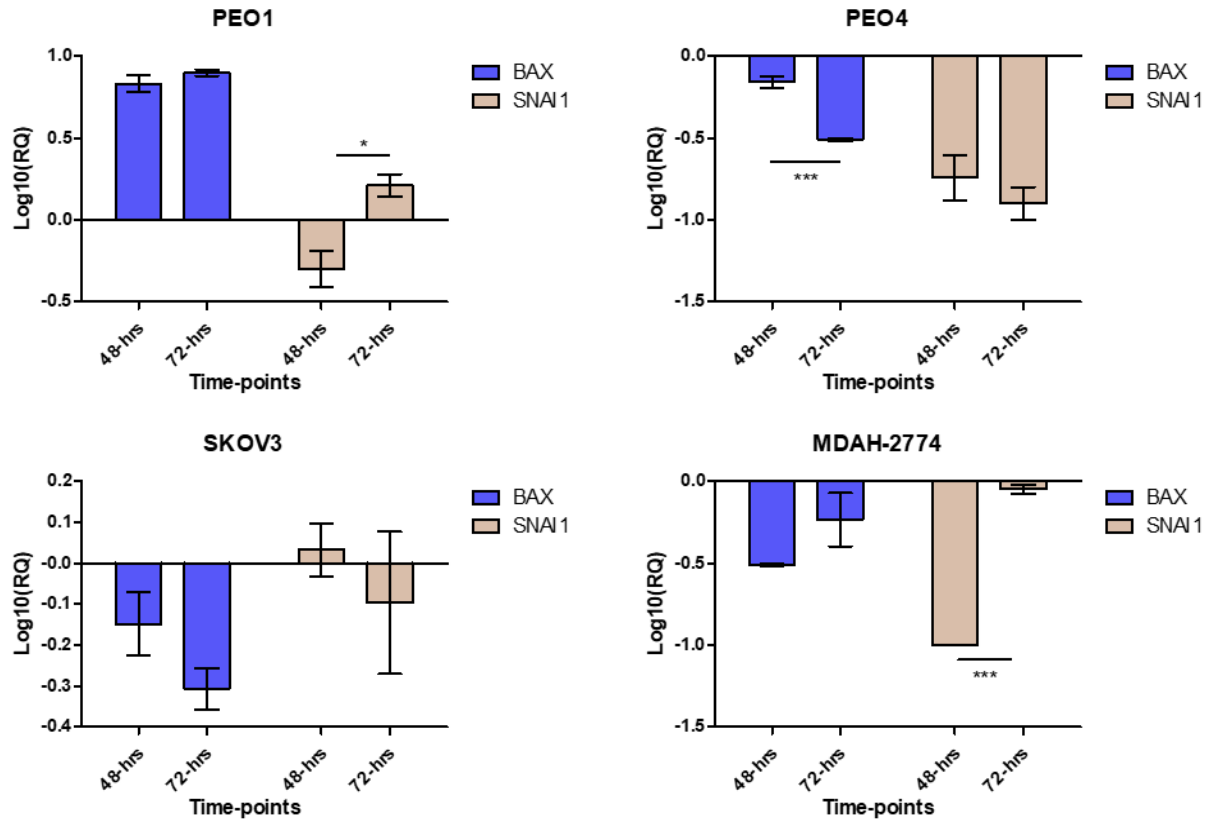 PEO1
1.0
0.5
0.0
-0.5
Log10(RQ)
*
48-hrs
72-hrs
48-hrs
72-hrs
Time-points
BAX
SNAI1
PEO4
-0.0
-0.5
-1.0
-1.5
Log10(RQ)
***
48-hrs
72-hrs
48-hrs
72-hrs
Time-points
BAX
SNAI1
SKOV3
0.2
0.1
-0.0
-0.1
-0.2
-0.3
-0.4
Log10(RQ)
48-hrs
72-hrs
48-hrs
72-hrs
Time-points
BAX
SNAI1
MDAH-2774
0.0
-0.5
-1.0
-1.5
Log10(RQ)
***
48-hrs
72-hrs
48-hrs
72-hrs
Time-points
BAX
SNAI1